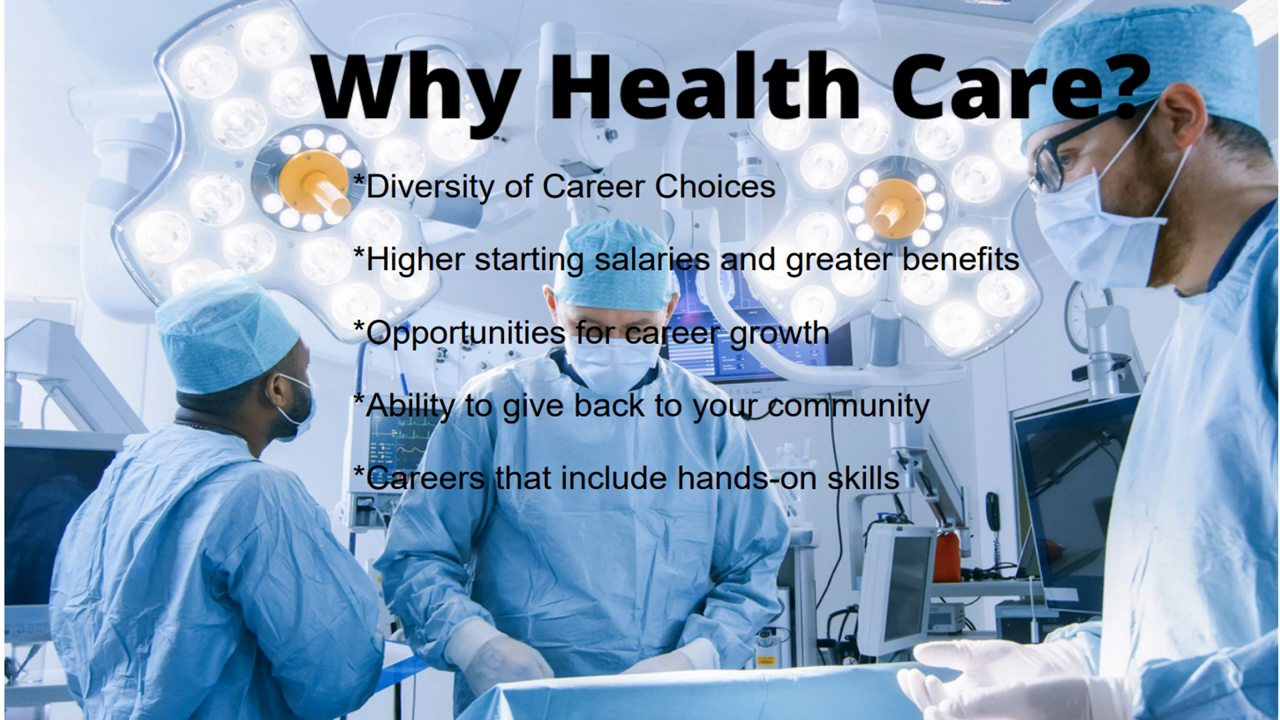 Why Health Care?
*Diversity of Career Choices
*Higher starting salaries and greater benefits
*Opportunities for career growth
*Ability to give back to your community
*Careers that include hands-on skills